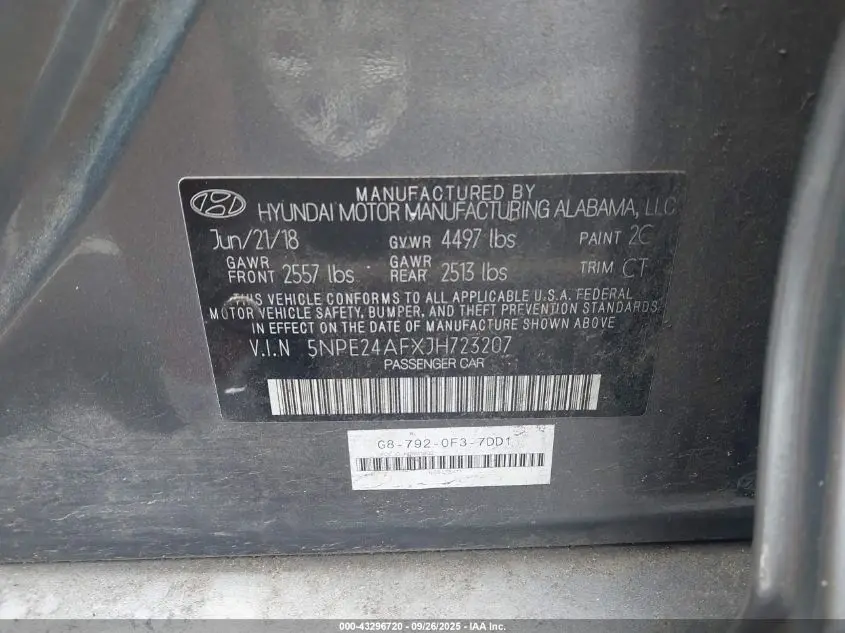 MANUFACTURED BY
HYUNDAI MOTOR MANUFACTURING ALABAMA, LLC
Jun/21/18 GVWR 4497 lbs PAINT 2C
GAWR FRONT 2557 lbs GAWR REAR 2513 lbs TRIM CT
THIS VEHICLE CONFORMS TO ALL APPLICABLE U.S.A. FEDERAL
MOTOR VEHICLE SAFETY, BUMPER, AND THEFT PREVENTION STANDARDS
IN EFFECT ON THE DATE OF MANUFACTURE SHOWN ABOVE
V.I.N 5NPE24AFXJH723207
PASSENGER CAR
G8-792-0F3-7DD1
000-43296720 - 09/26/2025 - IAA Inc.